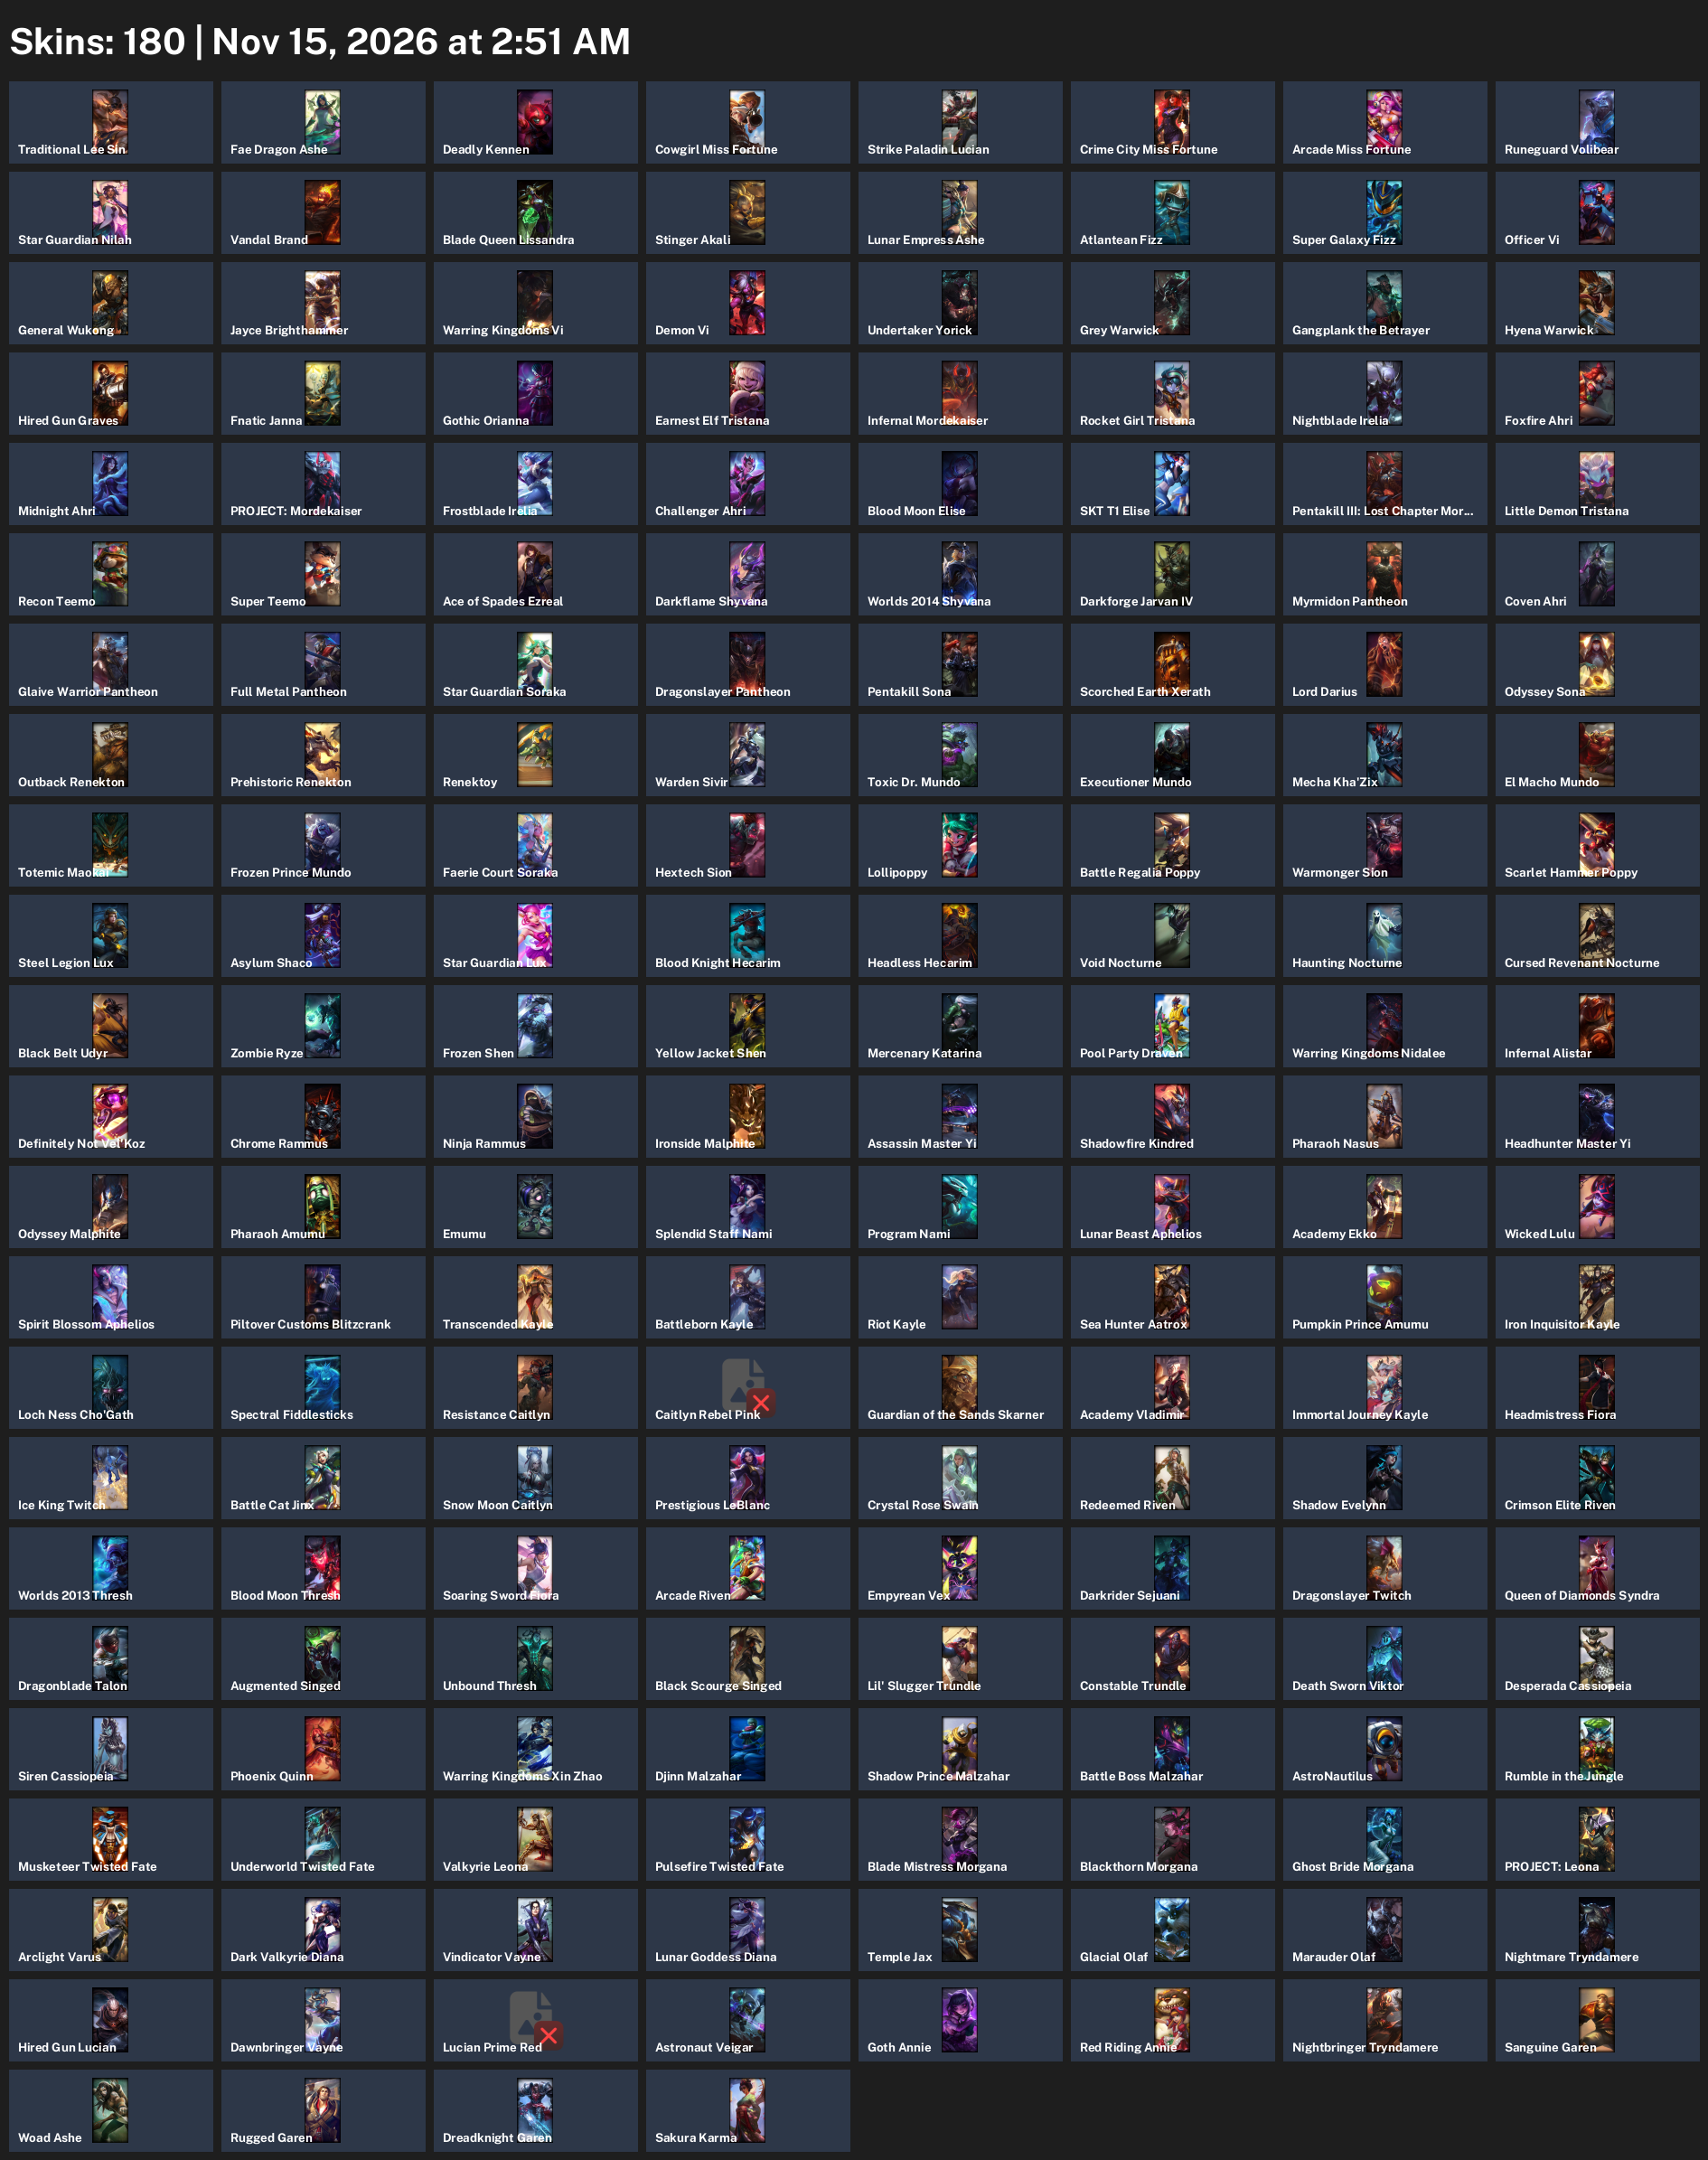 Skins: 180 | Nov 15, 2026 at 2:51 AM
Traditional Lee Sin
Fae Dragon Ashe
Deadly Kennen
Cowgirl Miss Fortune
Strike Paladin Lucian
Crime City Miss Fortune
Arcade Miss Fortune
Runeguard Volibear
Star Guardian Nilah
Vandal Brand
Blade Queen Lissandra
Stinger Akali
Lunar Empress Ashe
Atlantean Fizz
Super Galaxy Fizz
Officer Vi
General Wukong
Jayce Brighthammer
Warring Kingdoms Vi
Demon Vi
Undertaker Yorick
Grey Warwick
Gangplank the Betrayer
Hyena Warwick
Hired Gun Graves
Fnatic Janna
Gothic Orianna
Earnest Elf Tristana
Infernal Mordekaiser
Rocket Girl Tristana
Nightblade Irelia
Foxfire Ahri
Midnight Ahri
PROJECT: Mordekaiser
Frostblade Irelia
Challenger Ahri
Blood Moon Elise
SKT T1 Elise
Pentakill III: Lost Chapter Mor...
Little Demon Tristana
Recon Teemo
Super Teemo
Ace of Spades Ezreal
Darkflame Shyvana
Worlds 2014 Shyvana
Darkforge Jarvan IV
Myrmidon Pantheon
Coven Ahri
Glaive Warrior Pantheon
Full Metal Pantheon
Star Guardian Soraka
Dragonslayer Pantheon
Pentakill Sona
Scorched Earth Xerath
Lord Darius
Odyssey Sona
Outback Renekton
Prehistoric Renekton
Renektoy
Warden Sivir
Toxic Dr. Mundo
Executioner Mundo
Mecha Kha'Zix
El Macho Mundo
Totemic Maokai
Frozen Prince Mundo
Faerie Court Soraka
Hextech Sion
Lollipoppy
Battle Regalia Poppy
Warmonger Sion
Scarlet Hammer Poppy
Steel Legion Lux
Asylum Shaco
Star Guardian Lux
Blood Knight Hecarim
Headless Hecarim
Void Nocturne
Haunting Nocturne
Cursed Revenant Nocturne
Black Belt Udyr
Zombie Ryze
Frozen Shen
Yellow Jacket Shen
Mercenary Katarina
Pool Party Draven
Warring Kingdoms Nidalee
Infernal Alistar
Definitely Not Vel'Koz
Chrome Rammus
Ninja Rammus
Ironside Malphite
Assassin Master Yi
Shadowfire Kindred
Pharaoh Nasus
Headhunter Master Yi
Odyssey Malphite
Pharaoh Amumu
Emumu
Splendid Staff Nami
Program Nami
Lunar Beast Aphelios
Academy Ekko
Wicked Lulu
Spirit Blossom Aphelios
Piltover Customs Blitzcrank
Transcended Kayle
Battleborn Kayle
Riot Kayle
Sea Hunter Aatrox
Pumpkin Prince Amumu
Iron Inquisitor Kayle
Loch Ness Cho'Gath
Spectral Fiddlesticks
Resistance Caitlyn
Caitlyn Rebel Pink
Guardian of the Sands Skarner
Academy Vladimir
Immortal Journey Kayle
Headmistress Fiora
Ice King Twitch
Battle Cat Jinx
Snow Moon Caitlyn
Prestigious LeBlanc
Crystal Rose Swain
Redeemed Riven
Shadow Evelynn
Crimson Elite Riven
Worlds 2013 Thresh
Blood Moon Thresh
Soaring Sword Fiora
Arcade Riven
Empyrean Vex
Darkrider Sejuani
Dragonslayer Twitch
Queen of Diamonds Syndra
Dragonblade Talon
Augmented Singed
Unbound Thresh
Black Scourge Singed
Lil' Slugger Trundle
Constable Trundle
Death Sworn Viktor
Desperada Cassiopeia
Siren Cassiopeia
Phoenix Quinn
Warring Kingdoms Xin Zhao
Djinn Malzahar
Shadow Prince Malzahar
Battle Boss Malzahar
AstroNautilus
Rumble in the Jungle
Musketeer Twisted Fate
Underworld Twisted Fate
Valkyrie Leona
Pulsefire Twisted Fate
Blade Mistress Morgana
Blackthorn Morgana
Ghost Bride Morgana
PROJECT: Leona
Arclight Varus
Dark Valkyrie Diana
Vindicator Vayne
Lunar Goddess Diana
Temple Jax
Glacial Olaf
Marauder Olaf
Nightmare Tryndamere
Hired Gun Lucian
Dawnbringer Vayne
Lucian Prime Red
Astronaut Veigar
Goth Annie
Red Riding Annie
Nightbringer Tryndamere
Sanguine Garen
Woad Ashe
Rugged Garen
Dreadknight Garen
Sakura Karma